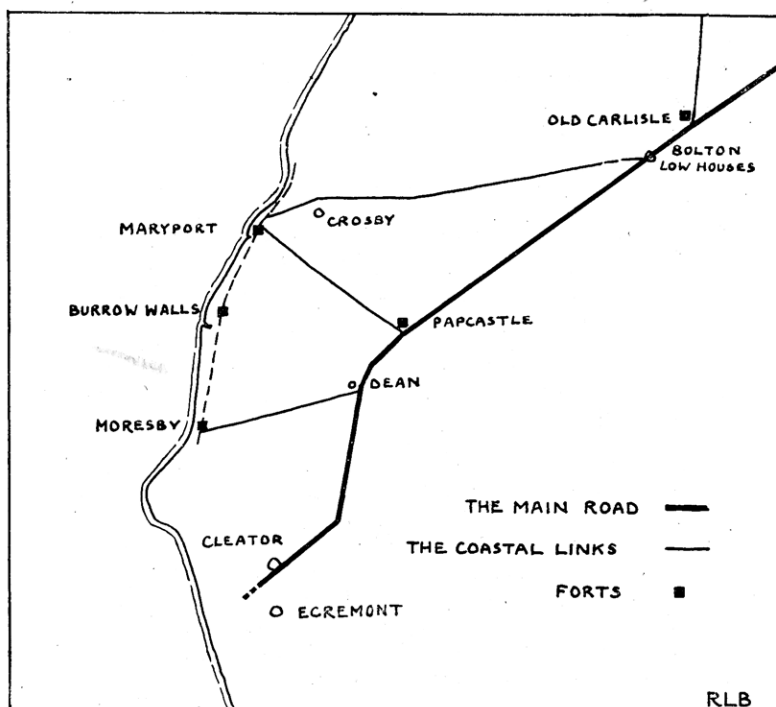 OLD CARLISLE
BOLTON
LOW HOUSES
CROSBY
MARYPORT
BURROW WALLS
PAPCASTLE
DEAN
MORESBY
THE MAIN ROAD
CLEATOR
THE COASTAL LINKS
FORTS
EGREMONT
RLB